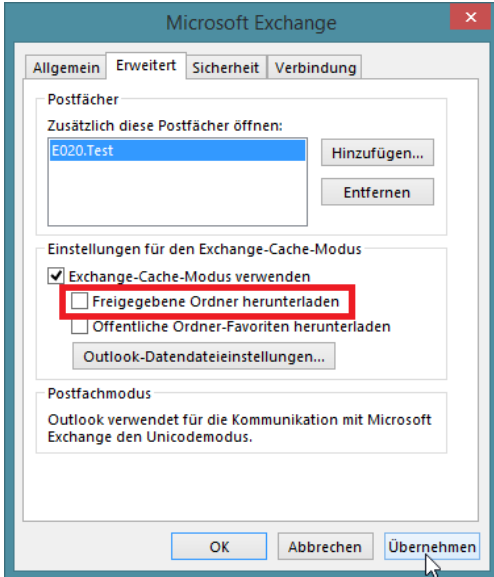 Microsoft Exchange
Allgemein Erweitert Sicherheit Verbindung
Postfächer
Zusätzlich diese Postfächer öffnen:
E020.Test
Hinzufügen...
Entfernen
Einstellungen für den Exchange-Cache-Modus
Exchange-Cache-Modus verwenden
Freigegebene Ordner herunterladen
Öffentliche Ordner-Favoriten herunterladen
Outlook-Datendateieinstellungen...
Postfachmodus
Outlook verwendet für die Kommunikation mit Microsoft
Exchange den Unicodemodus.
OK Abbrechen Übernehmen